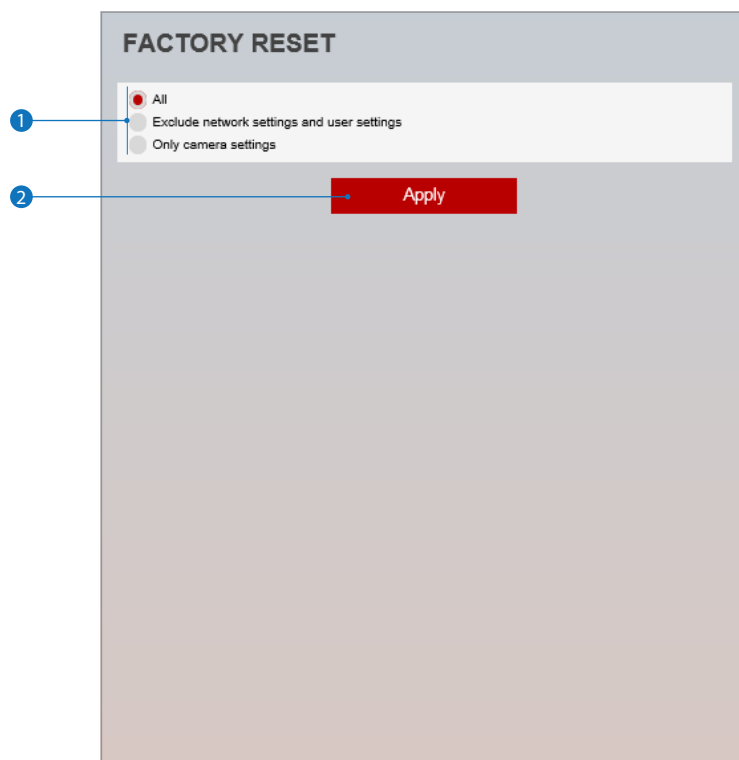 FACTORY RESET
All
1
Exclude network settings and user settings
Only camera settings
2
Apply